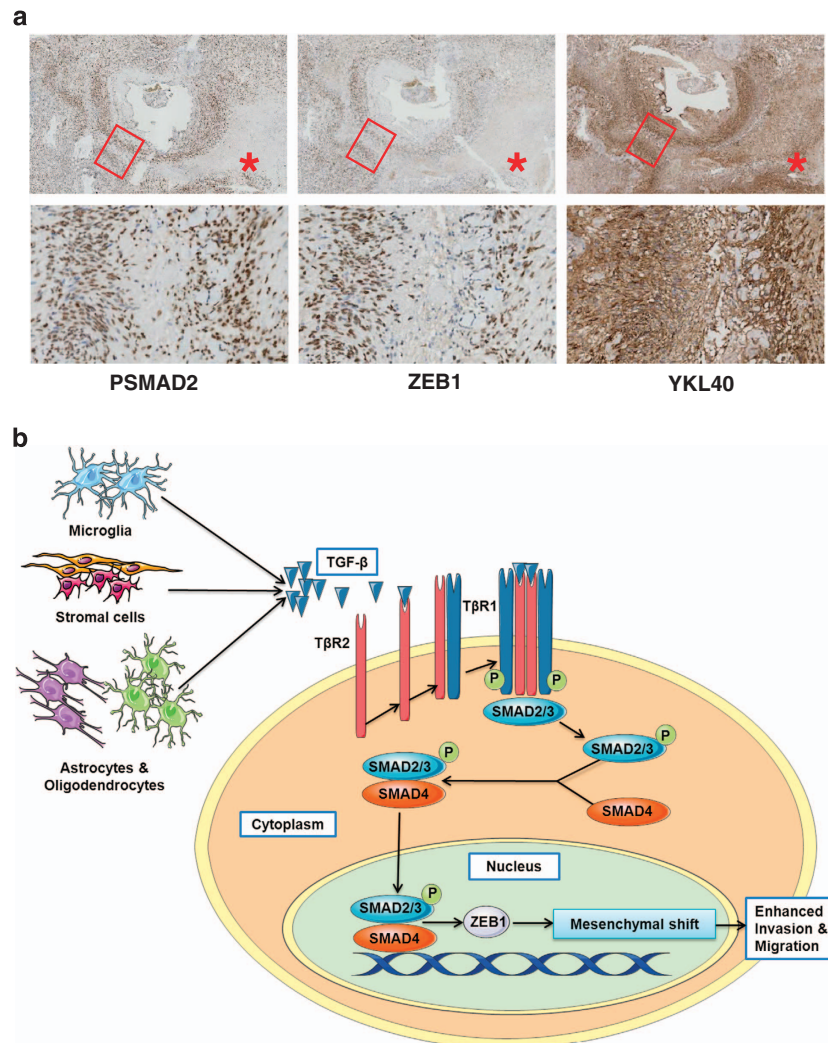 a
*
*
*
PSMAD2
ZEB1
YKL40
b
Microglia
Stromal cells
Astrocytes &
Oligodendrocytes
TGF-β
TβR2
TβR1
P
P
SMAD2/3
SMAD2/3
P
SMAD4
SMAD2/3
P
SMAD4
Cytoplasm
Nucleus
SMAD2/3
P
SMAD4
ZEB1
Mesenchymal shift
Enhanced
Invasion &
Migration